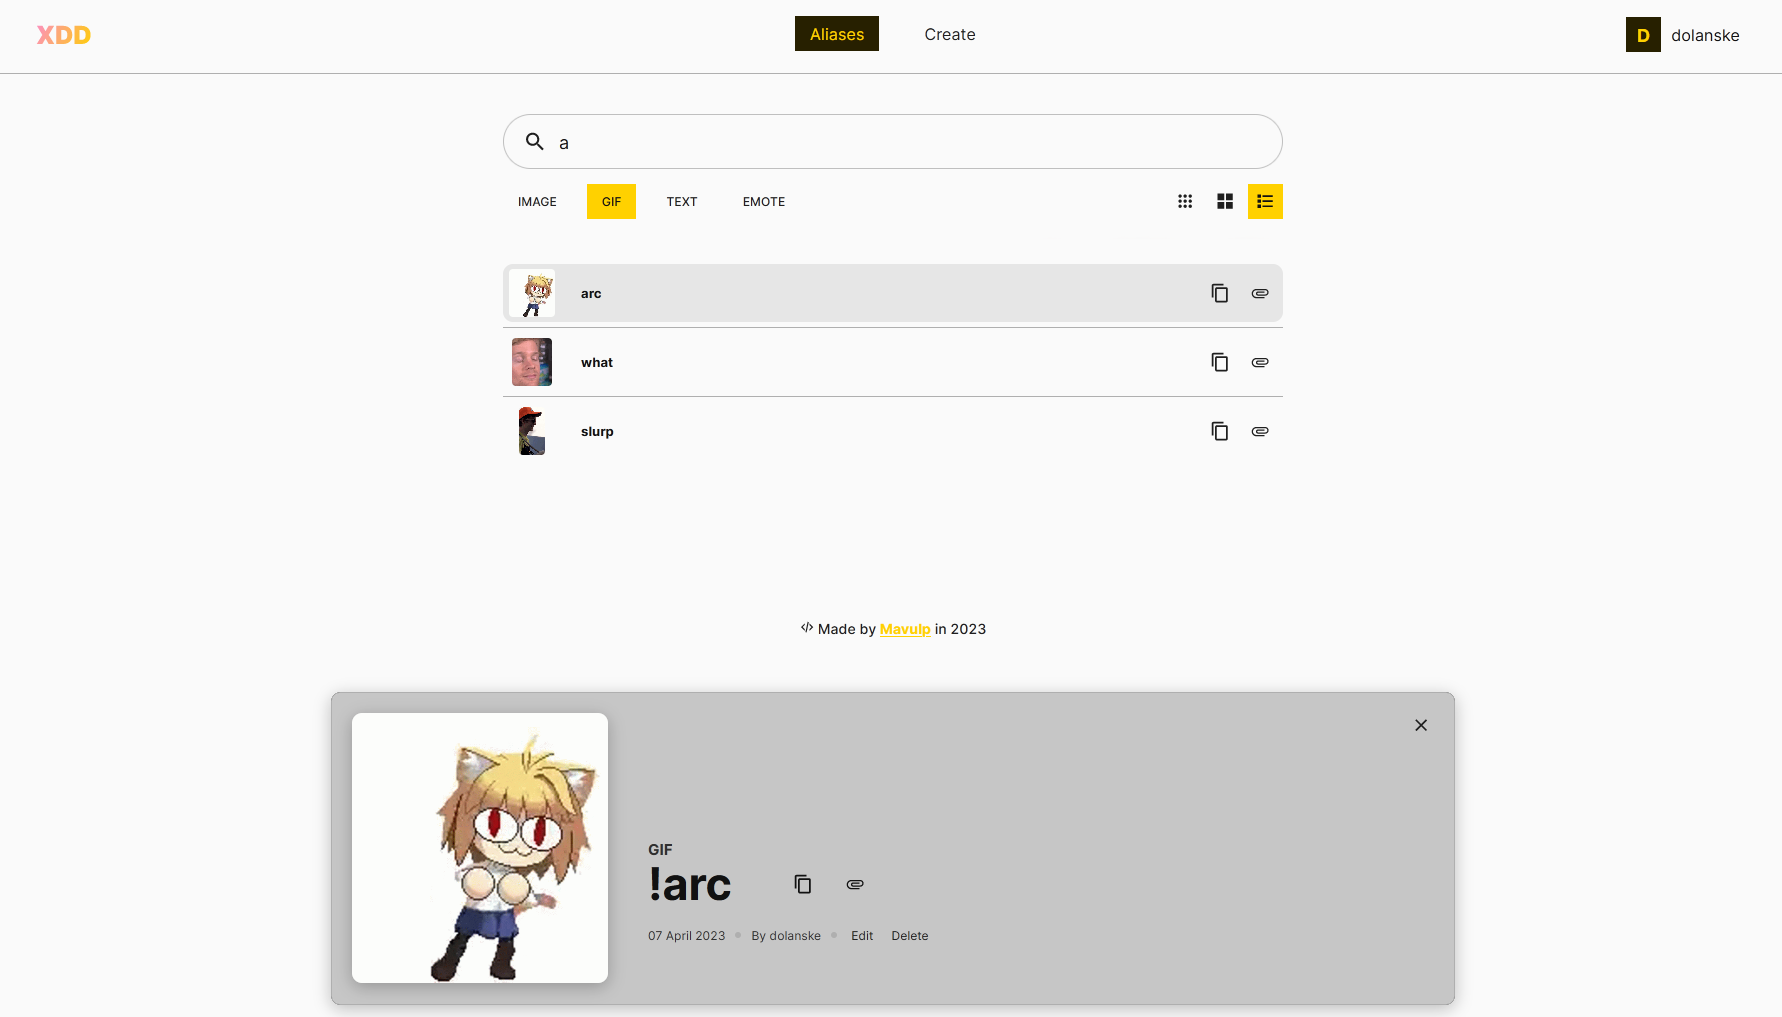 XDD
Aliases
Create
D
dolanske
a
IMAGE
GIF
TEXT
EMOTE
arc
what
slurp
Made by Mavulp in 2023
GIF
!arc
07 April 2023
By dolanske
Edit
Delete